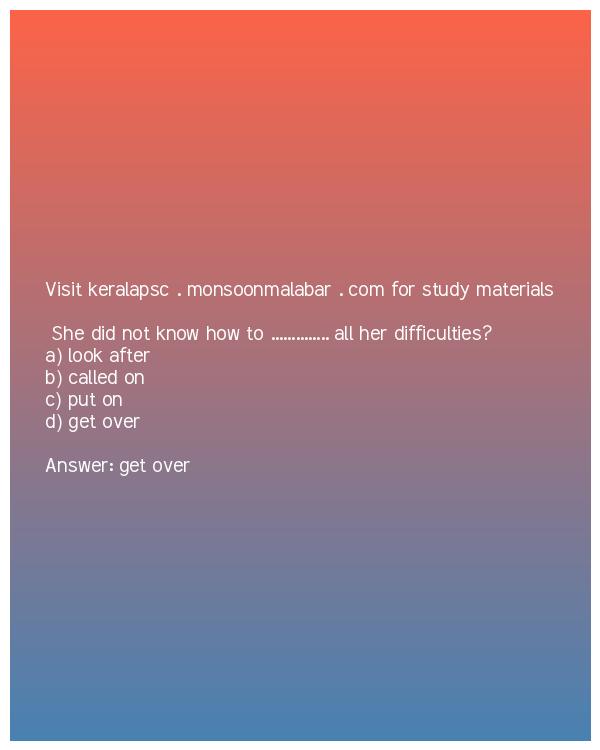 Visit keralapsc . monsoonmalabar . com for study materials
She did not know how to .............. all her difficulties?
a) look after
b) called on
c) put on
d) get over
Answer: get over